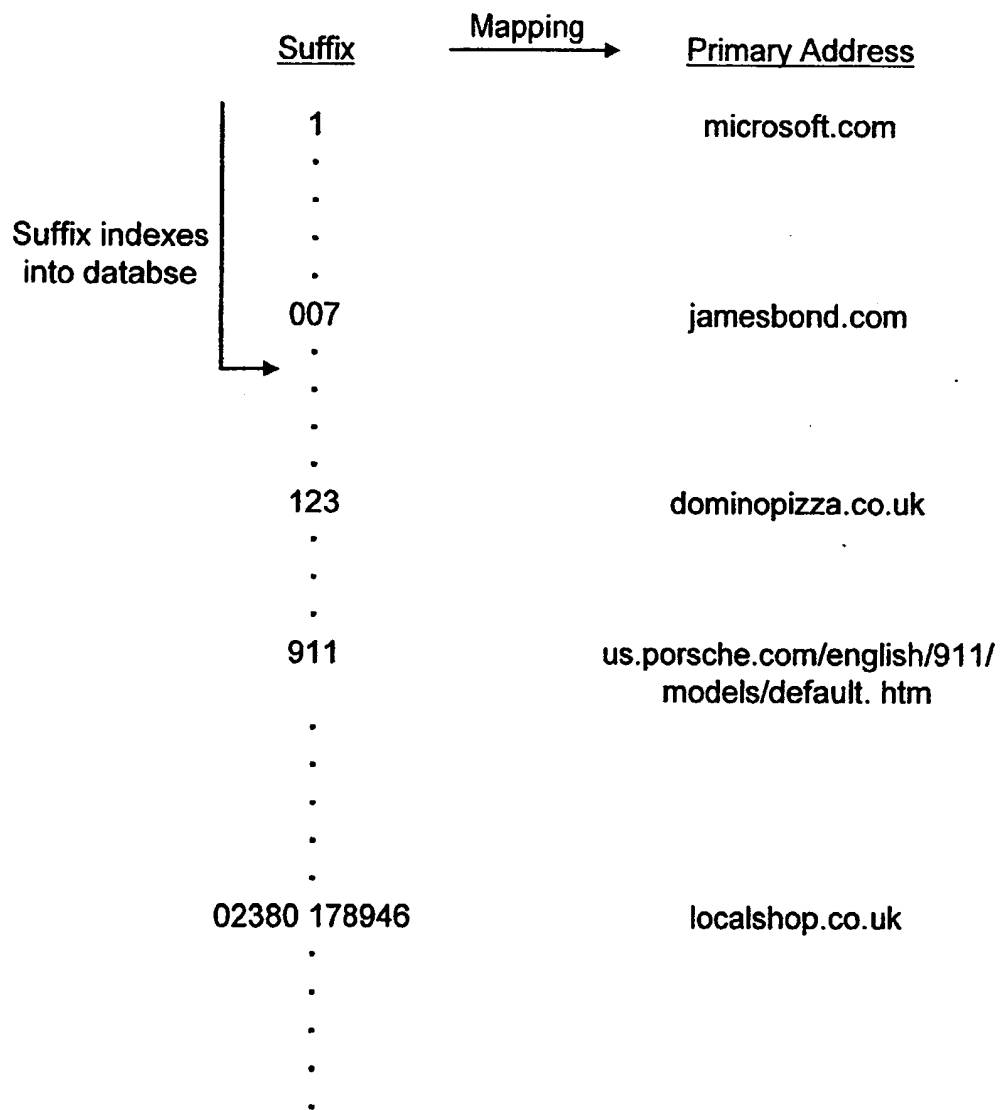 Suffix
Mapping
Primary Address
1
microsoft.com
Suffix indexes
into databse
007
jamesbond.com
123
dominopizza.co.uk
911
us.porsche.com/english/911/
models/default. htm
02380 178946
localshop.co.uk